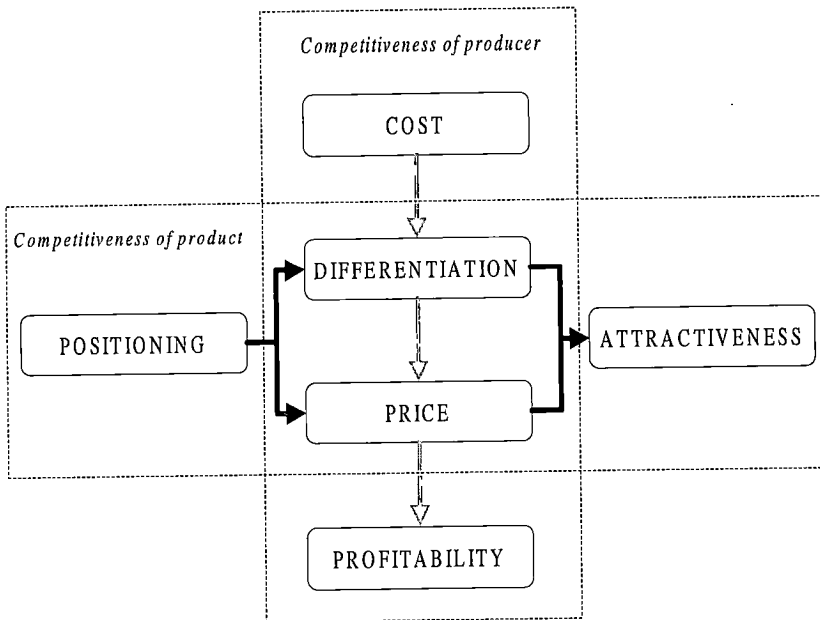 Competitiveness of producer
COST
Competitiveness of product
DIFFERENTIATION
POSITIONING
ATTRACTIVENESS
PRICE
PROFITABILITY